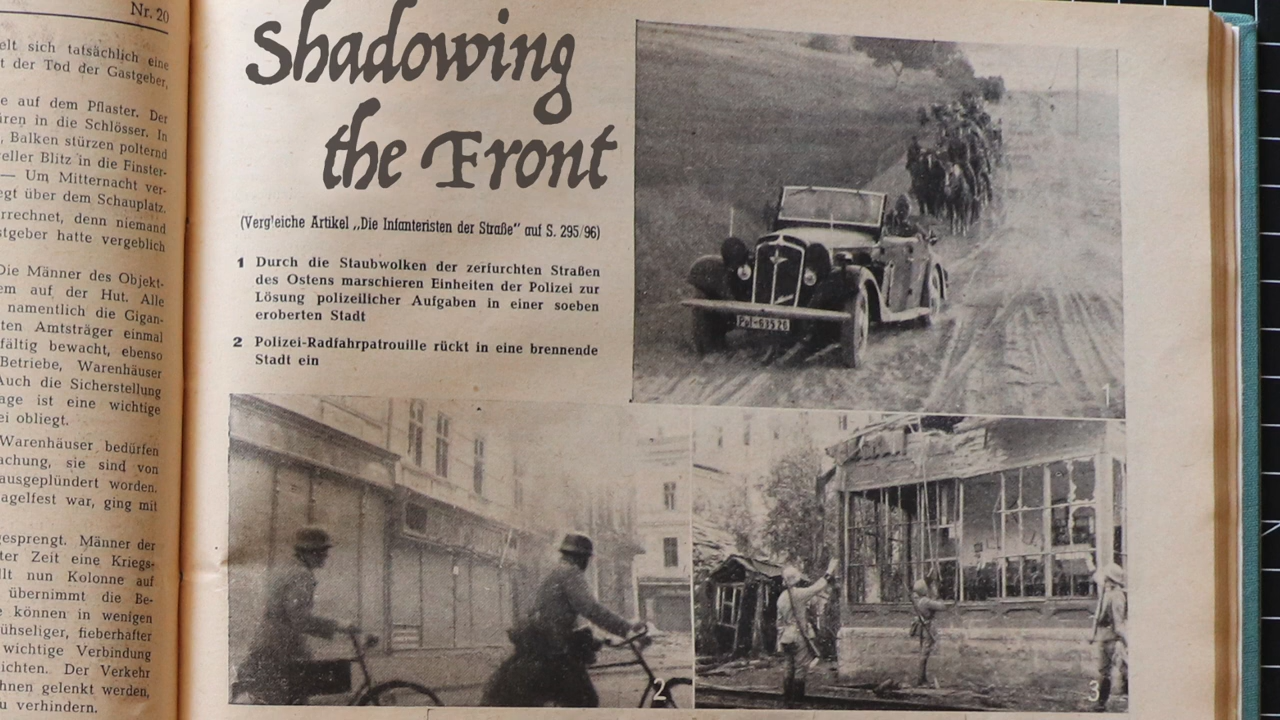 Nr. 20
elt sich tatsächlich eine
t der Tod der Gastgeber,
e auf dem Pflaster. Der
ären in die Schlösser. In
, Balken stürzen polternd
eller Blitz in die Finster-
— Um Mitternacht ver-
egt über dem Schauplatz.
rrechnet, denn niemand
stgeber hatte vergeblich
Die Männer des Objekt-
em auf der Hut. Alle
namentlich die Gigan-
ten Amtsträger einmal
fältig bewacht, ebenso
Betriebe, Warenhäuser
Auch die Sicherstellung
age ist eine wichtige
ei obliegt.
Warenhäuser bedürfen
achung, sie sind von
ausgeplündert worden.
agelfest war, ging mit
gesprengt. Männer der
ter Zeit eine Kriegs-
llt nun Kolonne auf
übernimmt die Be-
e können in wenigen
ühseliger, fieberhafter
wichtige Verbindung
ichten. Der Verkehr
hnen gelenkt werden,
u verhindern.
Shadowing
the Front
(Vergleiche Artikel „Die Infanteristen der Straße“ auf S. 295/96)
1 Durch die Staubwolken der zerfurchten Straßen
des Ostens marschieren Einheiten der Polizei zur
Lösung polizeilicher Aufgaben in einer soeben
eroberten Stadt
2 Polizei-Radfahrpatrouille rückt in eine brennende
Stadt ein
1
2
3